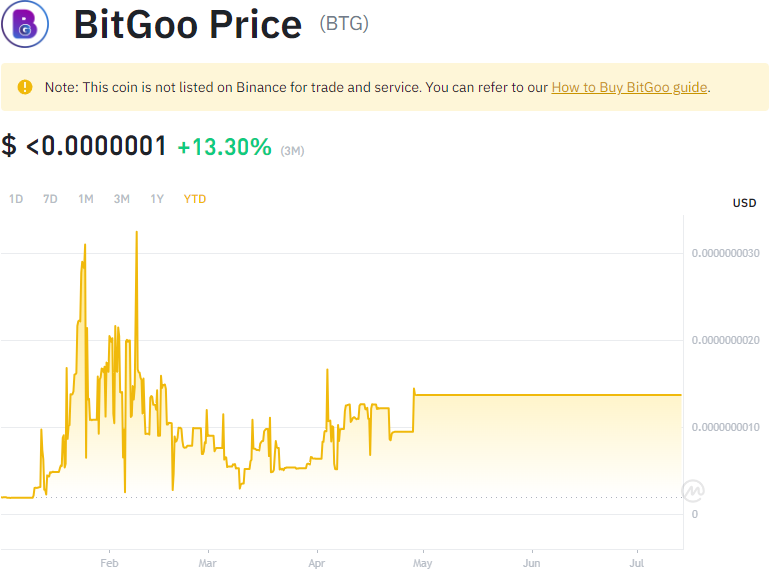 BitGoo Price (BTG)
Note: This coin is not listed on Binance for trade and service. You can refer to our How to Buy BitGoo guide.
$ <0.0000001 +13.30% (3M)
1D 7D 1M 3M 1Y YTD
USD
0.0000000030
0.0000000020
0.0000000010
0
Feb Mar Apr May Jun Jul